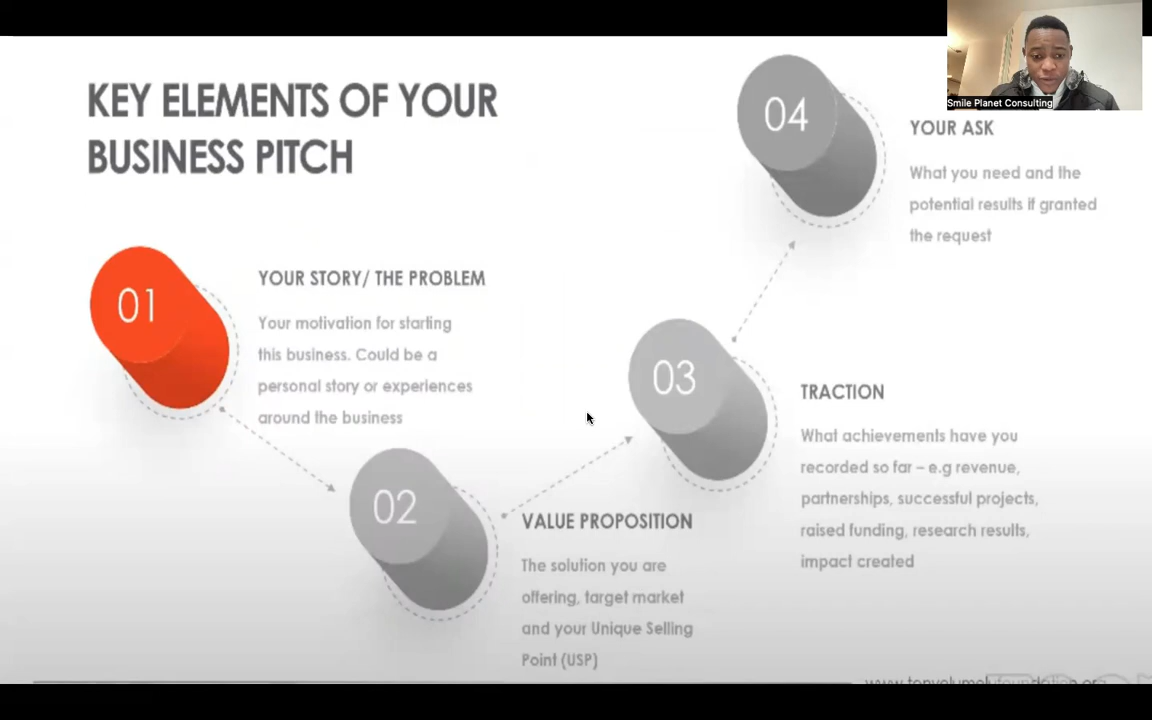 KEY ELEMENTS OF YOUR
BUSINESS PITCH
01
YOUR STORY/ THE PROBLEM
Your motivation for starting
this business. Could be a
personal story or experiences
around the business
02
VALUE PROPOSITION
The solution you are
offering, target market
and your Unique Selling
Point (USP)
03
TRACTION
What achievements have you
recorded so far – e.g revenue,
partnerships, successful projects,
raised funding, research results,
impact created
04
YOUR ASK
What you need and the
potential results if granted
the request
Smile Planet Consulting